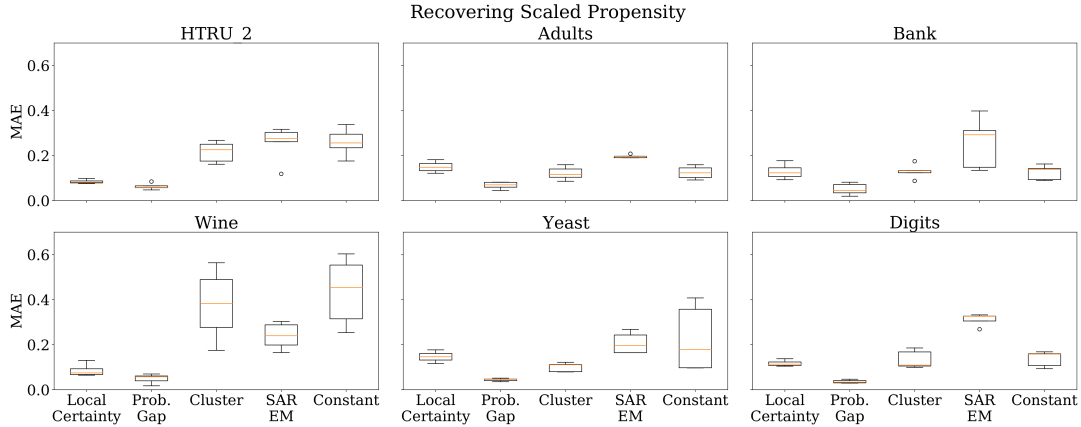 Recovering Scaled Propensity
HTRU_2
Adults
Bank
MAE
0.6
0.4
0.2
0.0
Wine
Yeast
Digits
MAE
0.6
0.4
0.2
0.0
Local Certainty
Prob. Gap
Cluster
SAR EM
Constant
Local Certainty
Prob. Gap
Cluster
SAR EM
Constant
Local Certainty
Prob. Gap
Cluster
SAR EM
Constant